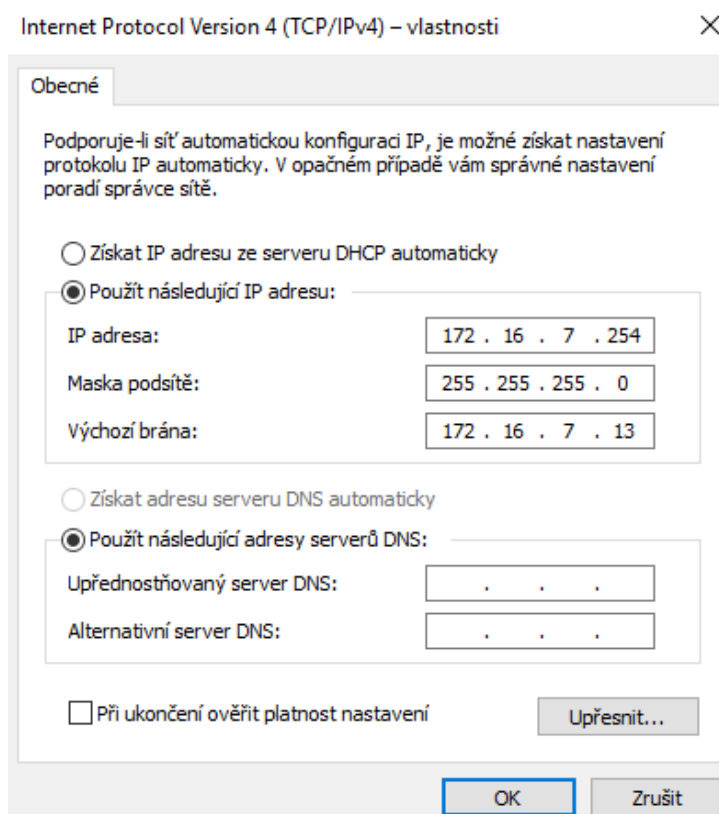 Internet Protocol Version 4 (TCP/IPv4) – vlastnosti
Obecné
Podporuje-li síť automatickou konfiguraci IP, je možné získat nastavení
protokolu IP automaticky. V opačném případě vám správné nastavení
poradí správce sítě.
Získat IP adresu ze serveru DHCP automaticky
Použít následující IP adresu:
IP adresa: 172 . 16 . 7 . 254
Maska podsítě: 255 . 255 . 255 . 0
Výchozí brána: 172 . 16 . 7 . 13
Získat adresu serveru DNS automaticky
Použít následující adresy serverů DNS:
Upřednostňovaný server DNS: . . .
Alternativní server DNS: . . .
Při ukončení ověřit platnost nastavení Upřesnit...
OK Zrušit